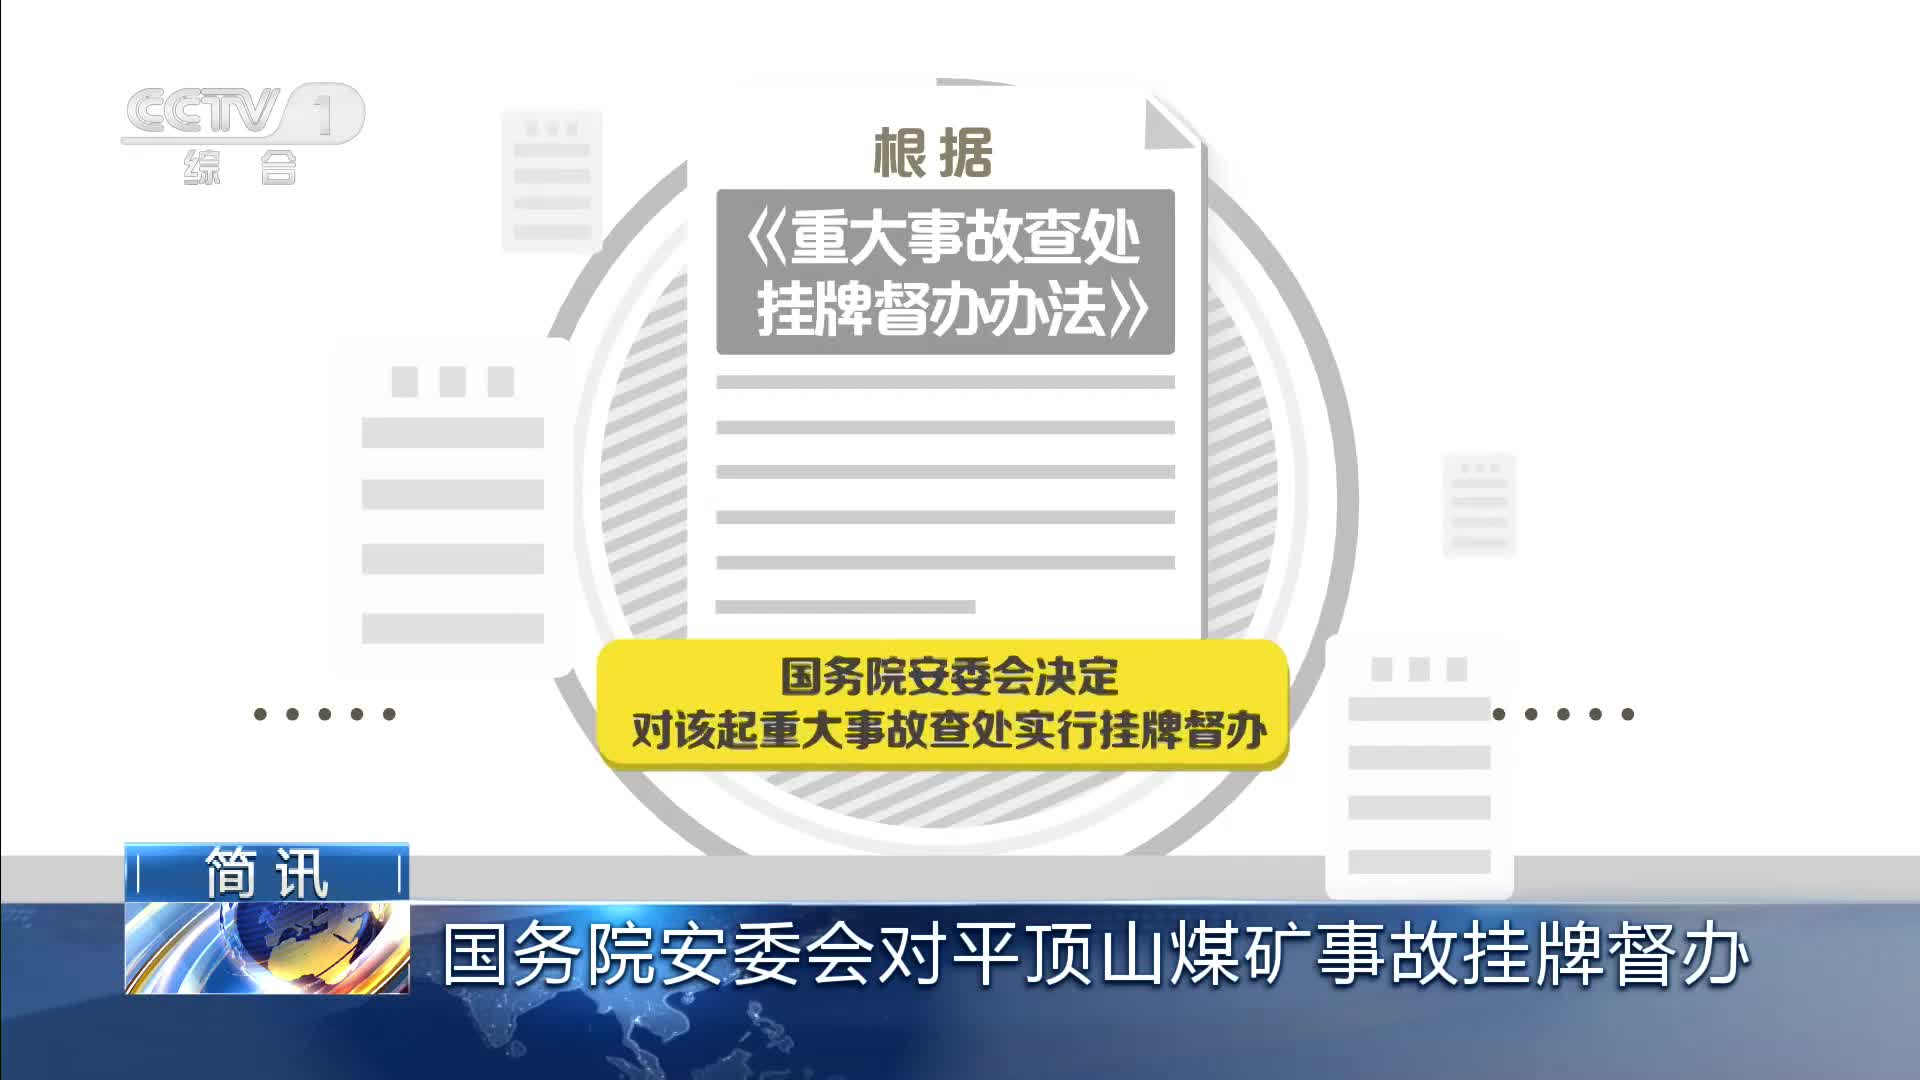 CCTV 1
综合
根据
《重大事故查处
挂牌督办办法》
国务院安委会决定
对该起重大事故查处实行挂牌督办
简讯
国务院安委会对平顶山煤矿事故挂牌督办